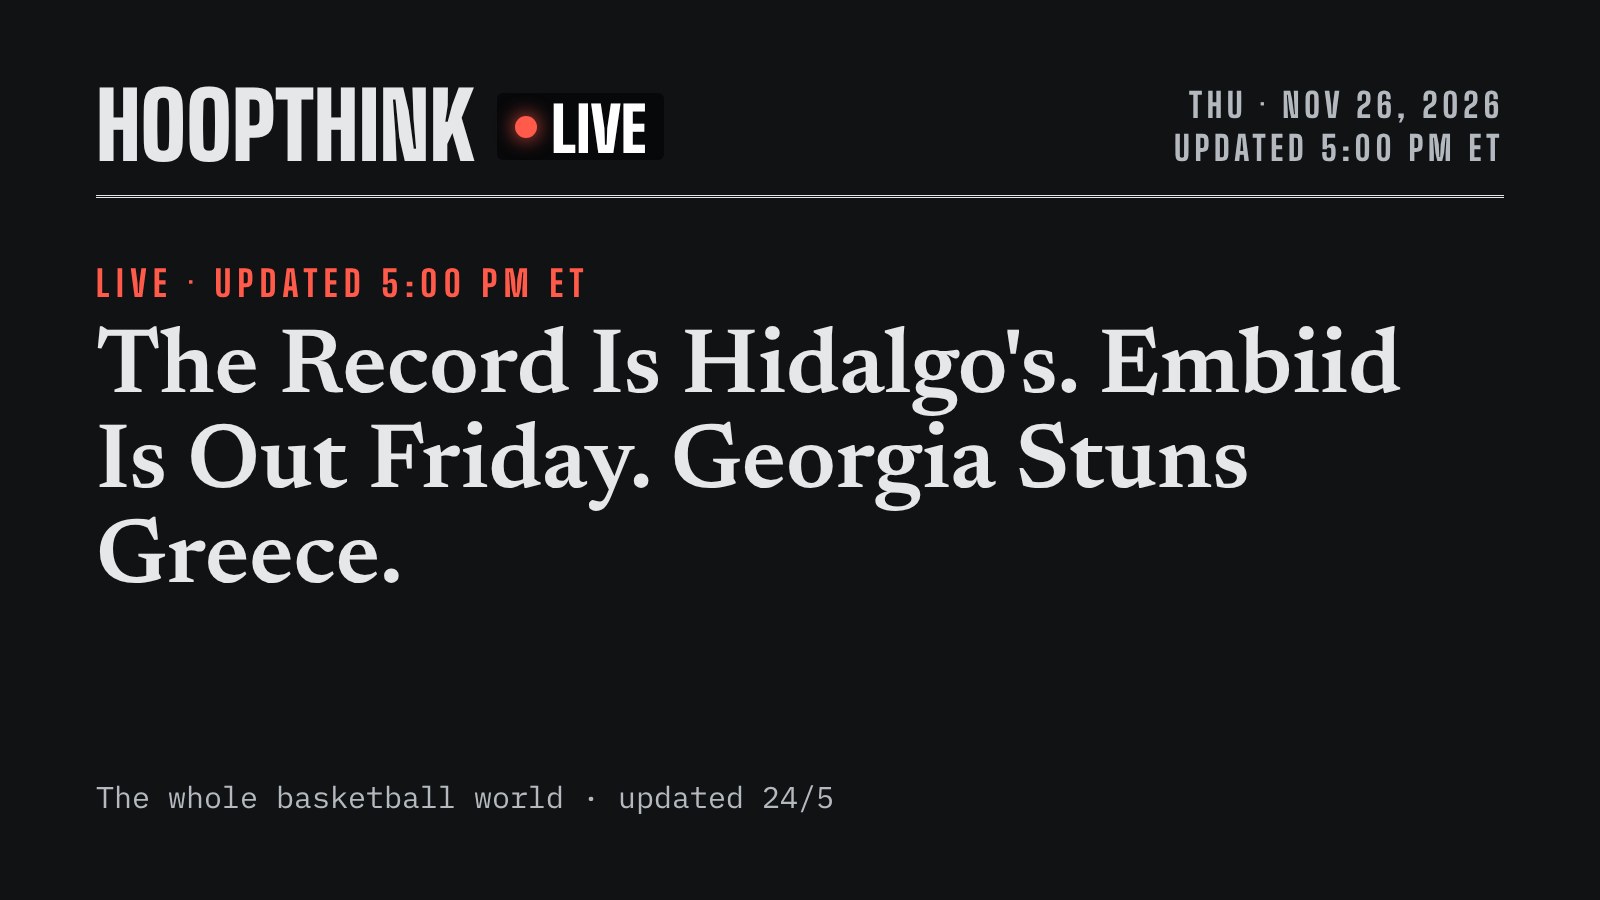 HOOPTHINK LIVE
THU · NOV 26, 2026
UPDATED 5:00 PM ET
LIVE · UPDATED 5:00 PM ET
The Record Is Hidalgo's. Embiid
Is Out Friday. Georgia Stuns
Greece.
The whole basketball world · updated 24/5